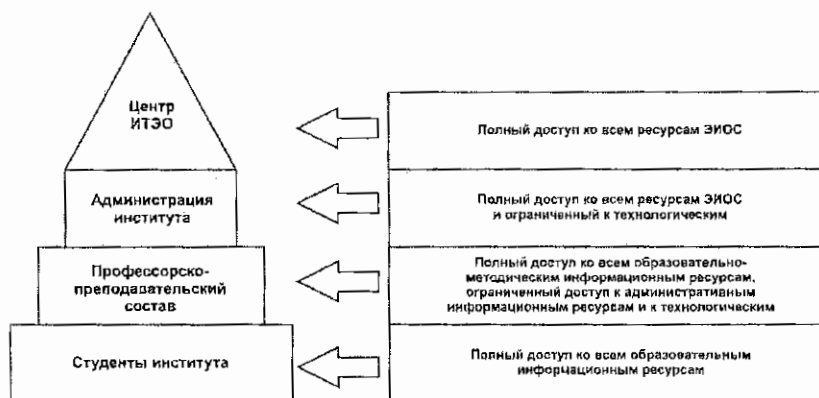 Центр
ИТЭО
Полный доступ ко всем ресурсам ЭИОС
Администрация
института
Полный доступ ко всем ресурсам ЭИОС
и ограниченный к технологическим
Профессорско-
преподавательский
состав
Полный доступ ко всем образовательно-
методическим информационным ресурсам,
ограниченный доступ к административным
информационным ресурсам и к технологическим
Студенты института
Полный доступ ко всем образовательным
информационным ресурсам